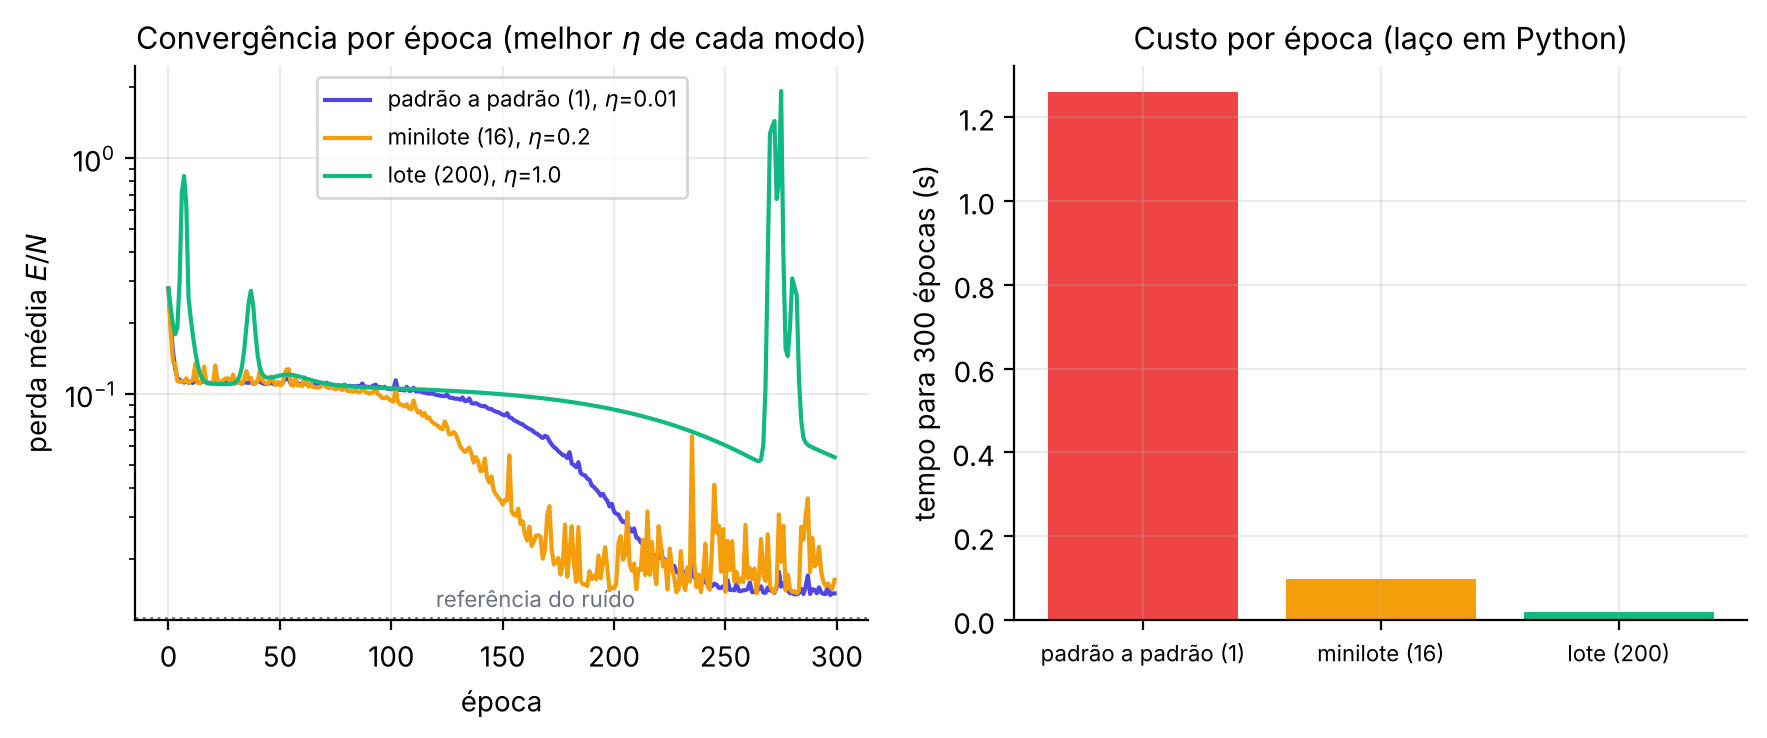 Convergência por época (melhor η de cada modo)
padrão a padrão (1), η=0.01
minilote (16), η=0.2
lote (200), η=1.0
perda média E/N
10⁰
10⁻¹
referência do ruído
0 50 100 150 200 250 300
época
Custo por época (laço em Python)
tempo para 300 épocas (s)
1.2
1.0
0.8
0.6
0.4
0.2
0.0
padrão a padrão (1) minilote (16) lote (200)